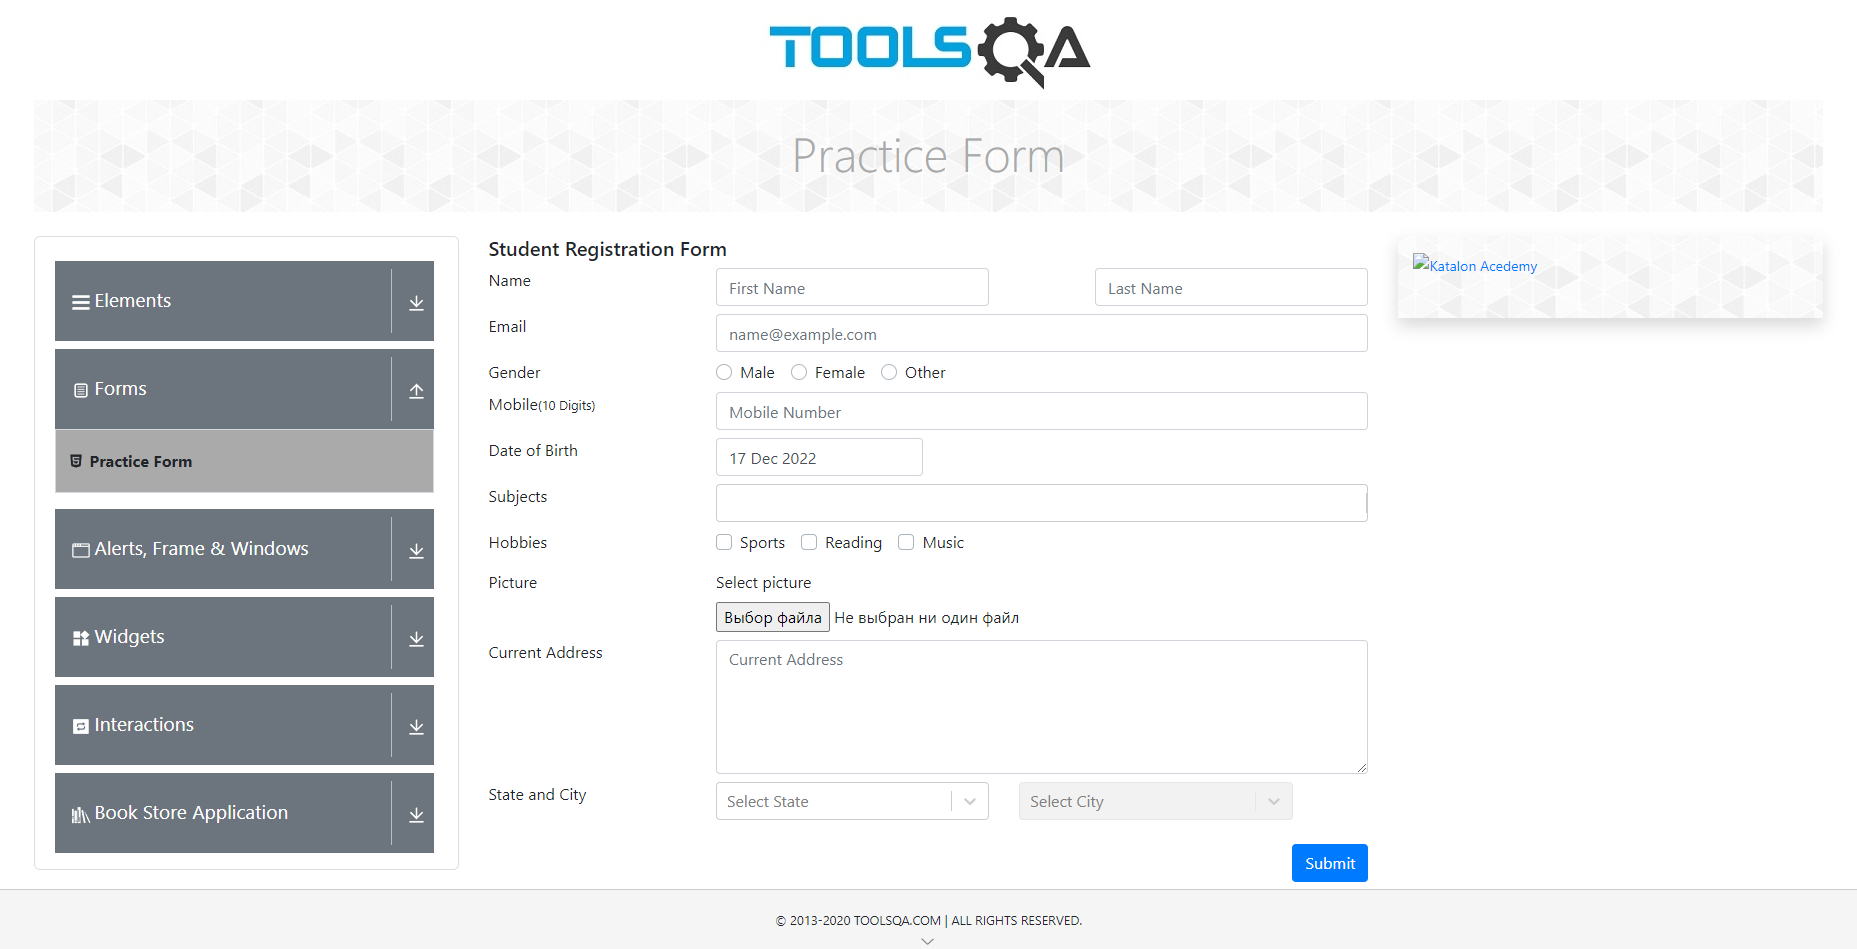 TOOLSQA
Practice Form
Elements
Forms
Practice Form
Alerts, Frame & Windows
Widgets
Interactions
Book Store Application
Student Registration Form
Name First Name Last Name
Email name@example.com
Gender Male Female Other
Mobile(10 Digits) Mobile Number
Date of Birth 17 Dec 2022
Subjects
Hobbies Sports Reading Music
Picture Select picture
Выбор файла Не выбран ни один файл
Current Address Current Address
State and City Select State Select City
Submit
Katalon Acedemy
© 2013-2020 TOOLSQA.COM | ALL RIGHTS RESERVED.